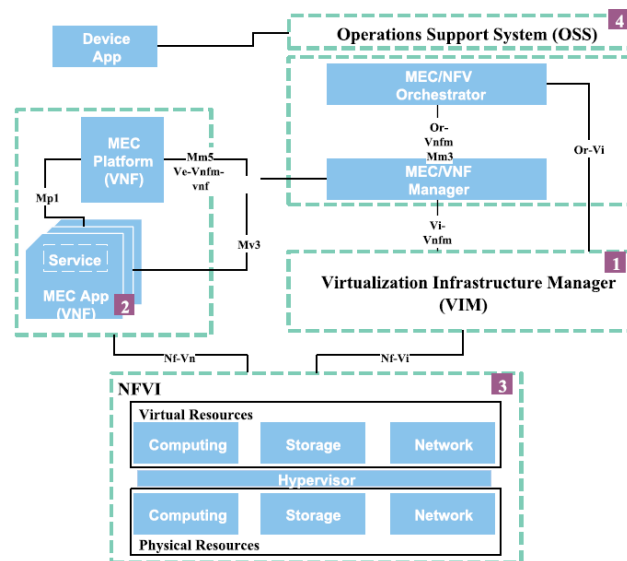 Device
App
4
Operations Support System (OSS)
MEC/NFV
Orchestrator
Or-
Vnfm
Mm3
Or-Vi
MEC/VNF
Manager
MEC
Platform
(VNF)
Mm5
Ve-Vnfm-
vnf
Mp1
Mv3
Vi-
Vnfm
Service
MEC App
(VNF)
2
1
Virtualization Infrastructure Manager
(VIM)
Nf-Vn
Nf-Vi
NFVI
3
Virtual Resources
Computing
Storage
Network
Hypervisor
Computing
Storage
Network
Physical Resources